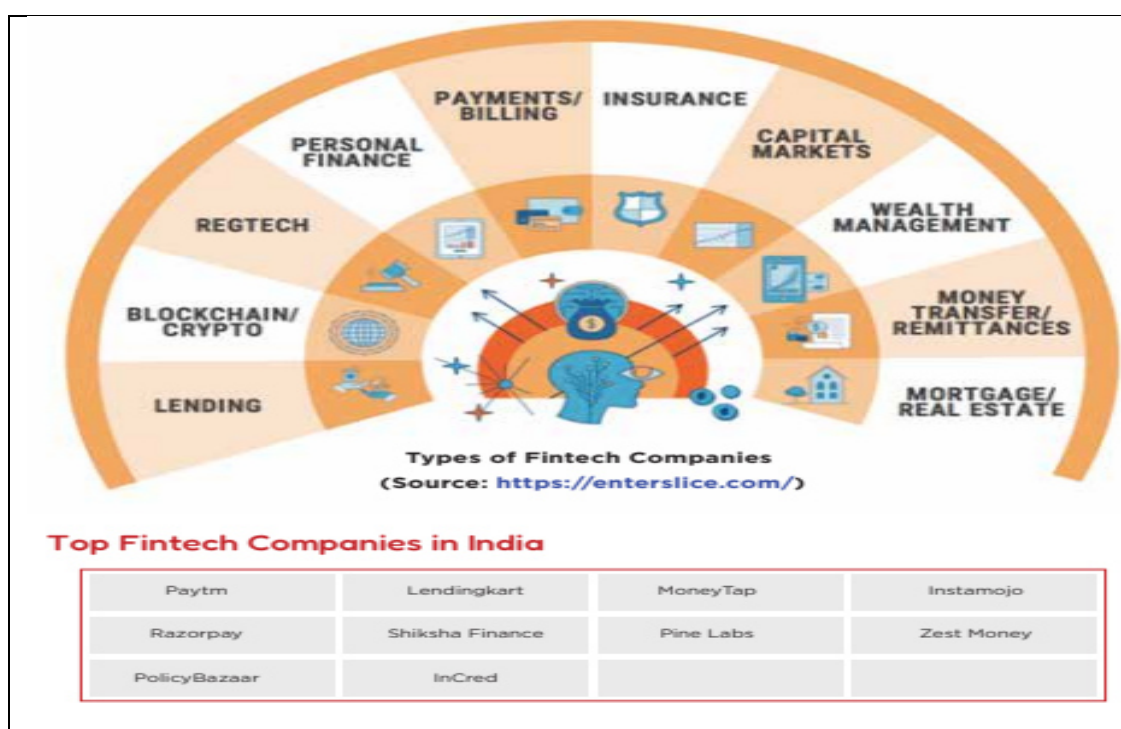 PAYMENTS/
BILLING
INSURANCE
PERSONAL
FINANCE
CAPITAL
MARKETS
REGTECH
WEALTH
MANAGEMENT
BLOCKCHAIN/
CRYPTO
MONEY
TRANSFER/
REMITTANCES
LENDING
MORTGAGE/
REAL ESTATE
$
Types of Fintech Companies
(Source: https://enterslice.com/)
Top Fintech Companies in India
Paytm Lendingkart MoneyTap Instamojo
Razorpay Shiksha Finance Pine Labs Zest Money
PolicyBazaar InCred